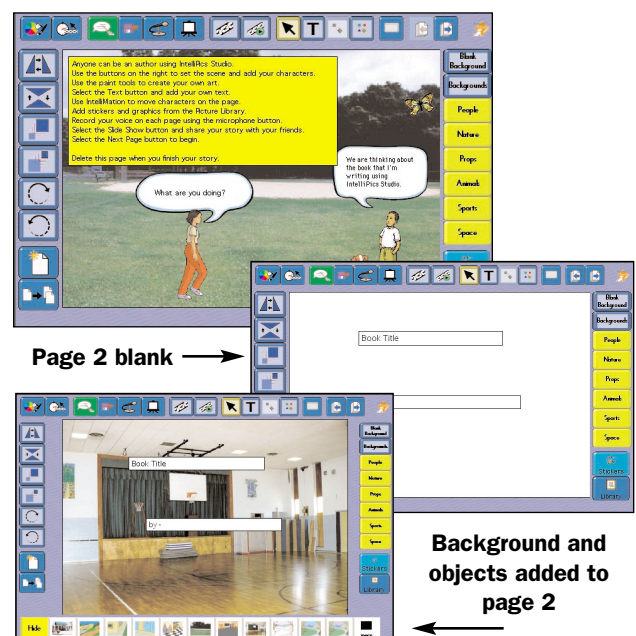 Anyone can be an author using IntelliPics Studio.
Use the buttons on the right to set the scene and add your characters.
Use the paint tools to create your own art.
Select the Text button and add your own text.
Use IntelliMation to move characters on the page.
Add stickers and graphics from the Picture Library.
Record your voice on each page using the microphone button.
Select the Slide Show button and share your story with your friends.
Select the Next Page button to begin.
Delete this page when you finish your story.
What are you doing?
We are thinking about
the book that I'm
writing using
IntelliPics Studio.
T
Blank
Background
Backgrounds
People
Nature
Props
Animals
Sports
Space
Page 2 blank
T
Book Title
Blank
Background
Backgrounds
People
Nature
Props
Animals
Sports
Space
Stickers
Library
T
Book Title
by -
Blank
Background
Backgrounds
People
Nature
Props
Animals
Sports
Space
Stickers
Library
Hide
Background and
objects added to
page 2